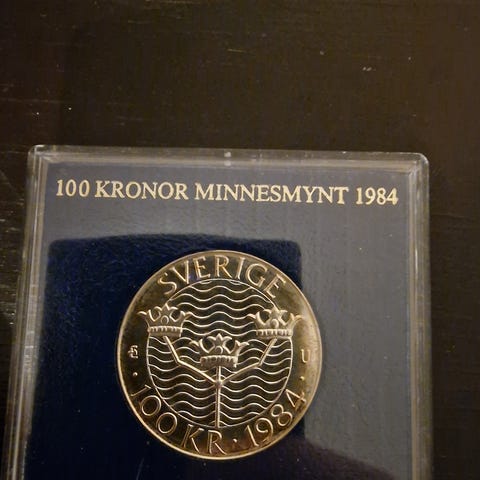 100 KRONOR MINNESMYNT 1984
SVERIGE
U
· 100 KR · 1984 ·